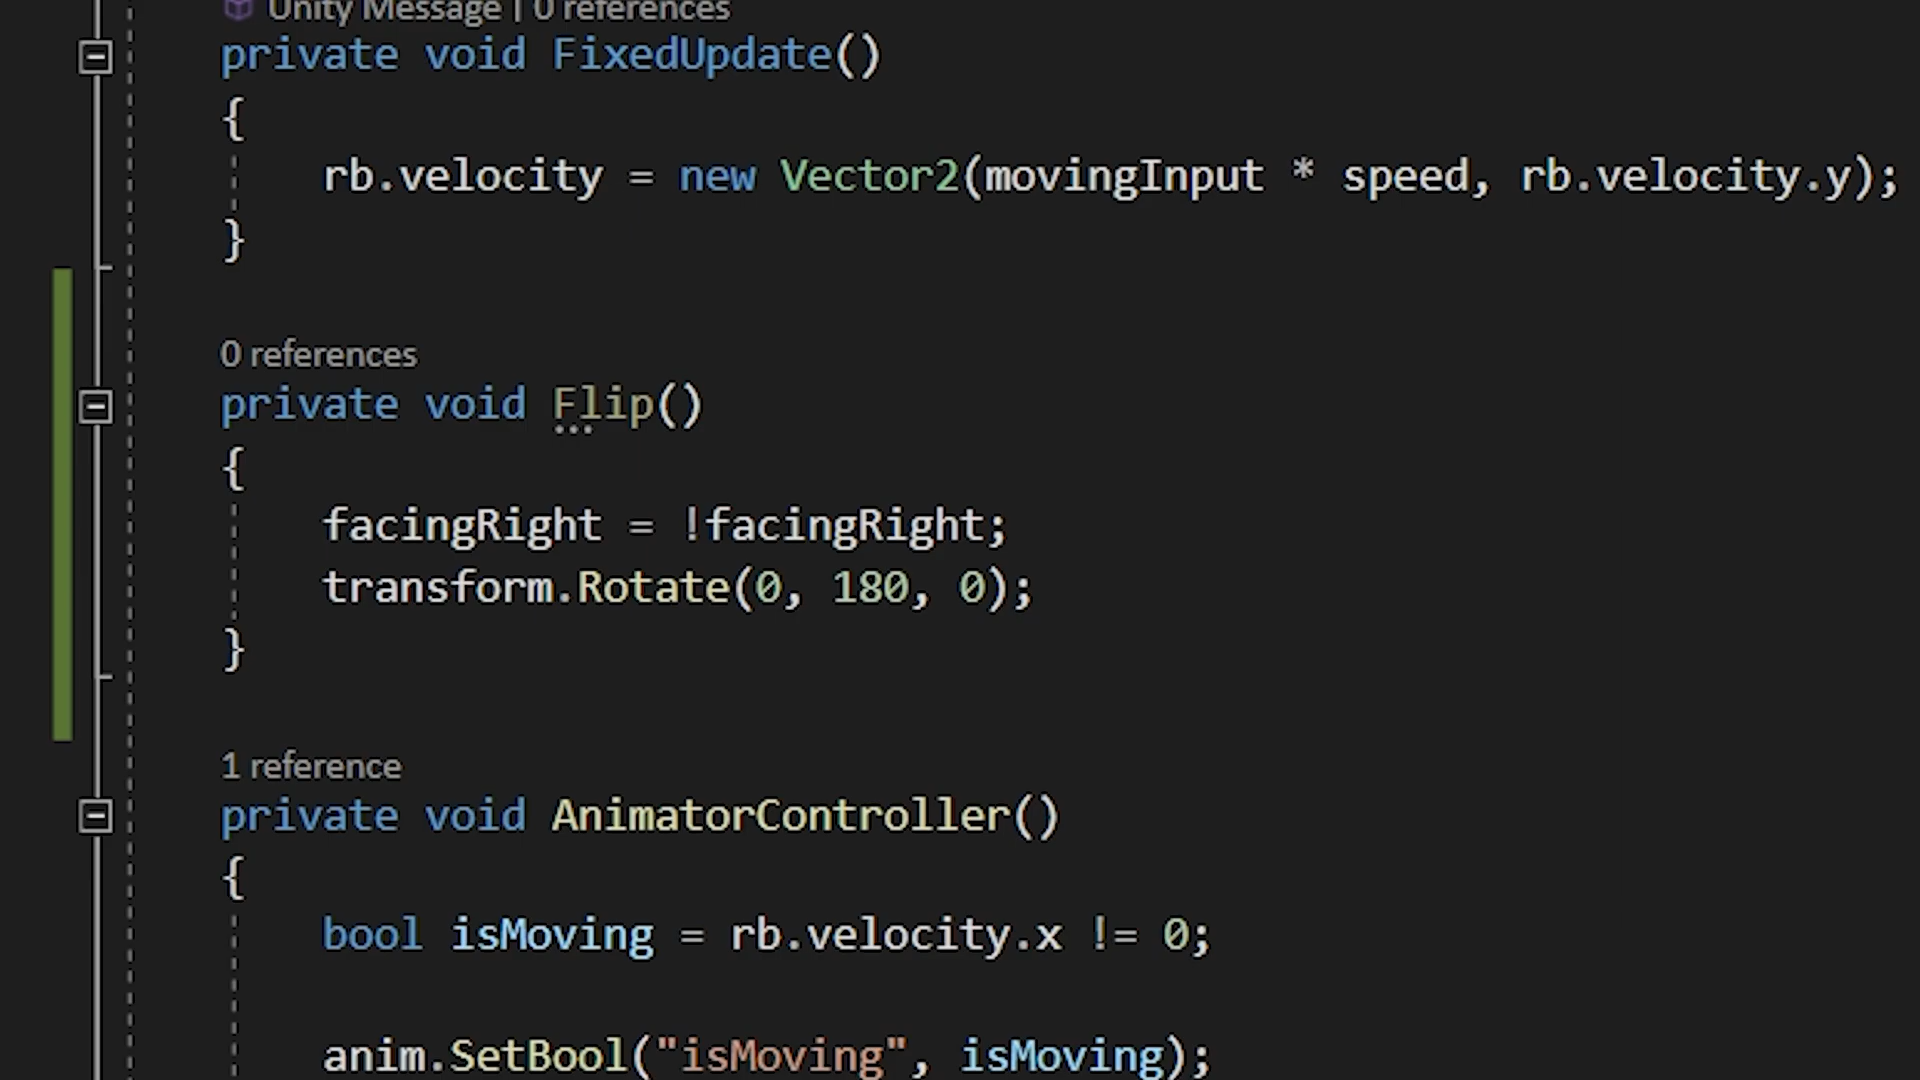 Unity Message | 0 references
private void FixedUpdate()
{
rb.velocity = new Vector2(movingInput * speed, rb.velocity.y);
}
0 references
private void Flip()
{
facingRight = !facingRight;
transform.Rotate(0, 180, 0);
}
1 reference
private void AnimatorController()
{
bool isMoving = rb.velocity.x != 0;
anim.SetBool("isMoving", isMoving);